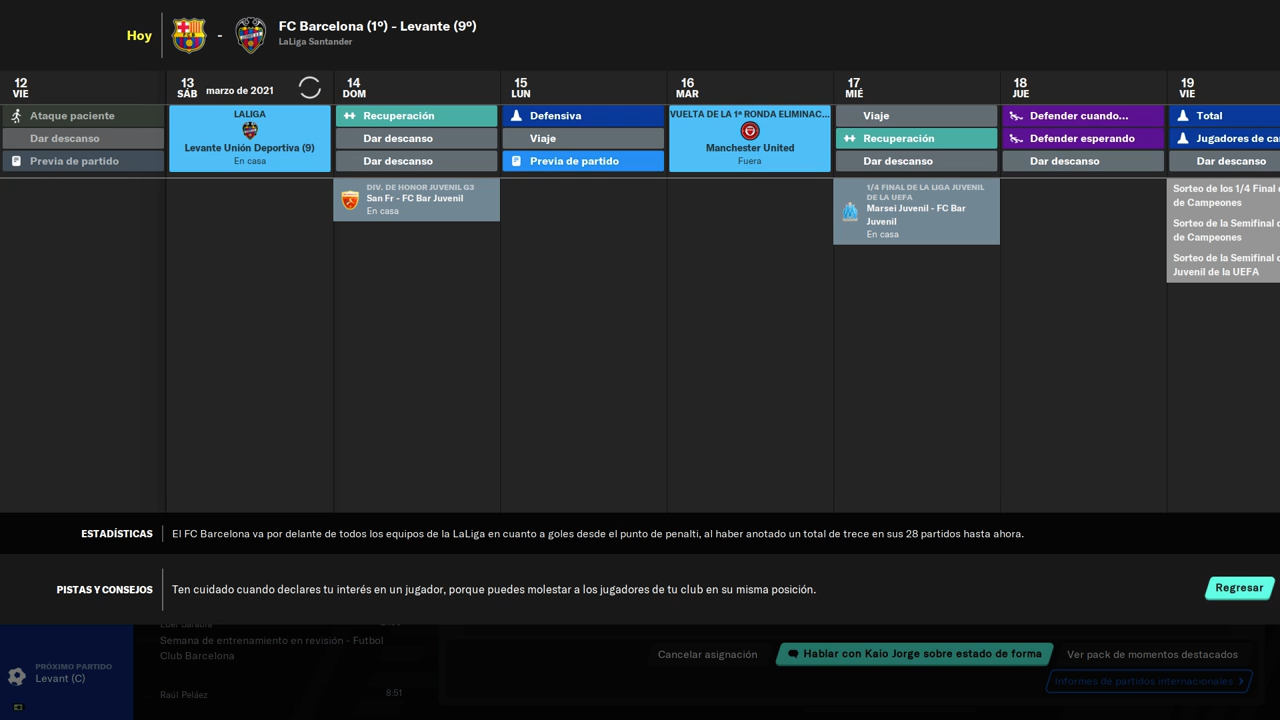 Hoy
FC Barcelona (1º) - Levante (9º)
LaLiga Santander
12
VIE
13
SÁB
marzo de 2021
14
DOM
15
LUN
16
MAR
17
MIÉ
18
JUE
19
VIE
Ataque paciente
Dar descanso
Previa de partido
LALIGA
Levante Unión Deportiva (9)
En casa
Recuperación
Dar descanso
Dar descanso
Defensiva
Viaje
Previa de partido
VUELTA DE LA 1ª RONDA ELIMINAC...
Manchester United
Fuera
Viaje
Recuperación
Dar descanso
Defender cuando...
Defender esperando
Dar descanso
Total
Jugadores de ca
Dar descanso
DIV. DE HONOR JUVENIL G3
San Fr - FC Bar Juvenil
En casa
1/4 FINAL DE LA LIGA JUVENIL
DE LA UEFA
Marsei Juvenil - FC Bar
Juvenil
En casa
Sorteo de los 1/4 Final
de Campeones
Sorteo de la Semifinal
de Campeones
Sorteo de la Semifinal
Juvenil de la UEFA
ESTADÍSTICAS
El FC Barcelona va por delante de todos los equipos de la LaLiga en cuanto a goles desde el punto de penalti, al haber anotado un total de trece en sus 28 partidos hasta ahora.
PISTAS Y CONSEJOS
Ten cuidado cuando declares tu interés en un jugador, porque puedes molestar a los jugadores de tu club en su misma posición.
Regresar
Semana de entrenamiento en revisión - Futbol
Club Barcelona
Raúl Peláez
8:51
PRÓXIMO PARTIDO
Levant (C)
Cancelar asignación
Hablar con Kaio Jorge sobre estado de forma
Ver pack de momentos destacados
Informes de partidos internacionales